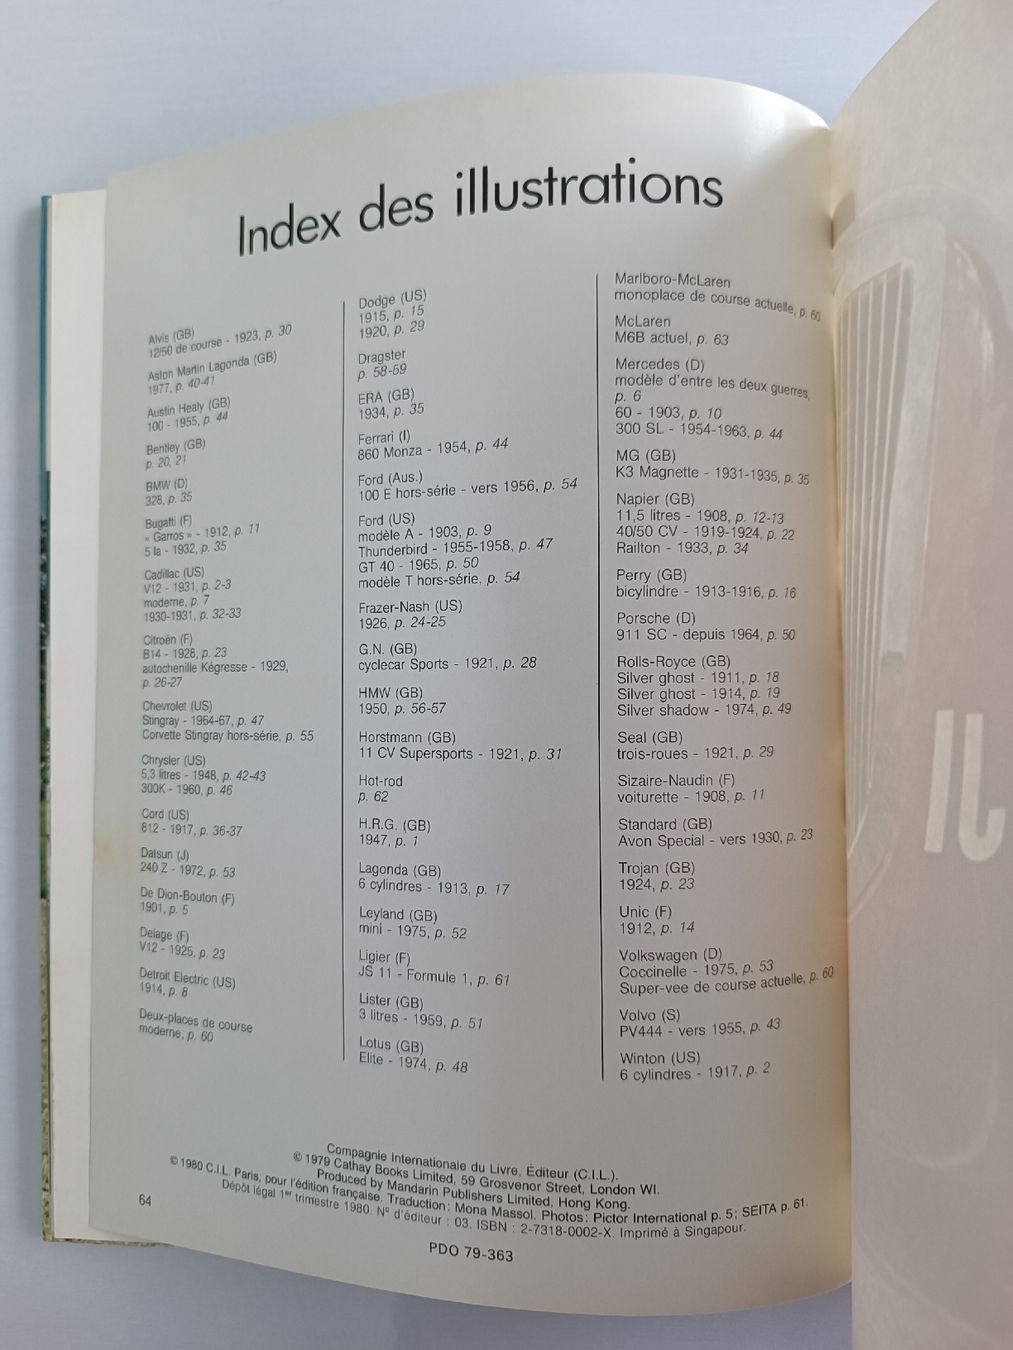 Index des illustrations
Alvis (GB)
12/50 de course - 1923, p. 30
Aston Martin Lagonda (GB)
1977, p. 40-41
Austin Healy (GB)
100 - 1955, p. 44
Bentley (GB)
p. 20, 21
BMW (D)
328, p. 35
Bugatti (F)
« Garros » - 1912, p. 11
5 la - 1932, p. 35
Cadillac (US)
V12 - 1931, p. 2-3
moderne, p. 7
1930-1931, p. 32-33
Citroën (F)
B14 - 1928, p. 23
autochenille Kégresse - 1929,
p. 26-27
Chevrolet (US)
Stingray - 1964-67, p. 47
Corvette Stingray hors-série, p. 55
Chrysler (US)
5,3 litres - 1948, p. 42-43
300K - 1960, p. 46
Cord (US)
812 - 1917, p. 36-37
Datsun (J)
240 Z - 1972, p. 53
De Dion-Bouton (F)
1901, p. 5
Delage (F)
V12 - 1925, p. 23
Detroit Electric (US)
1914, p. 8
Deux-places de course
moderne, p. 60
Dodge (US)
1915, p. 15
1920, p. 29
Dragster
p. 58-59
ERA (GB)
1934, p. 35
Ferrari (I)
860 Monza - 1954, p. 44
Ford (Aus.)
100 E hors-série - vers 1956, p. 54
Ford (US)
modèle A - 1903, p. 9
Thunderbird - 1955-1958, p. 47
GT 40 - 1965, p. 50
modèle T hors-série, p. 54
Frazer-Nash (US)
1926, p. 24-25
G.N. (GB)
cyclecar Sports - 1921, p. 28
HMW (GB)
1950, p. 56-57
Horstmann (GB)
11 CV Supersports - 1921, p. 31
Hot-rod
p. 62
H.R.G. (GB)
1947, p. 1
Lagonda (GB)
6 cylindres - 1913, p. 17
Leyland (GB)
mini - 1975, p. 52
Ligier (F)
JS 11 - Formule 1, p. 61
Lister (GB)
3 litres - 1959, p. 51
Lotus (GB)
Elite - 1974, p. 48
Marlboro-McLaren
monoplace de course actuelle, p. 60
McLaren
M6B actuel, p. 63
Mercedes (D)
modèle d'entre les deux guerres,
p. 6
60 - 1903, p. 10
300 SL - 1954-1963, p. 44
MG (GB)
K3 Magnette - 1931-1935, p. 35
Napier (GB)
11,5 litres - 1908, p. 12-13
40/50 CV - 1919-1924, p. 22
Railton - 1933, p. 34
Perry (GB)
bicylindre - 1913-1916, p. 16
Porsche (D)
911 SC - depuis 1964, p. 50
Rolls-Royce (GB)
Silver ghost - 1911, p. 18
Silver ghost - 1914, p. 19
Silver shadow - 1974, p. 49
Seal (GB)
trois-roues - 1921, p. 29
Sizaire-Naudin (F)
voiturette - 1908, p. 11
Standard (GB)
Avon Special - vers 1930, p. 23
Trojan (GB)
1924, p. 23
Unic (F)
1912, p. 14
Volkswagen (D)
Coccinelle - 1975, p. 53
Super-vee de course actuelle, p. 60
Volvo (S)
PV444 - vers 1955, p. 43
Winton (US)
6 cylindres - 1917, p. 2
Compagnie Internationale du Livre, Éditeur (C.I.L.).
© 1979 Cathay Books Limited, 59 Grosvenor Street, London WI.
Produced by Mandarin Publishers Limited, Hong Kong.
© 1980 C.I.L. Paris, pour l'édition française. Traduction : Mona Massol. Photos : Pictor International p. 5 ; SEITA p. 61.
Dépôt légal 1er trimestre 1980. N° d'éditeur : 03. ISBN : 2-7318-0002-X. Imprimé à Singapour.
64
PDO 79-363